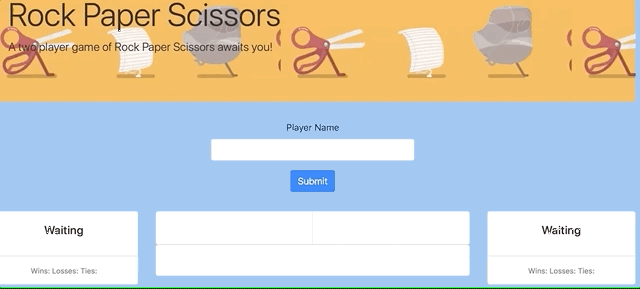 Rock Paper Scissors
A two player game of Rock Paper Scissors awaits you!
Player Name
Submit
Waiting
Wins: Losses: Ties:
Waiting
Wins: Losses: Ties: